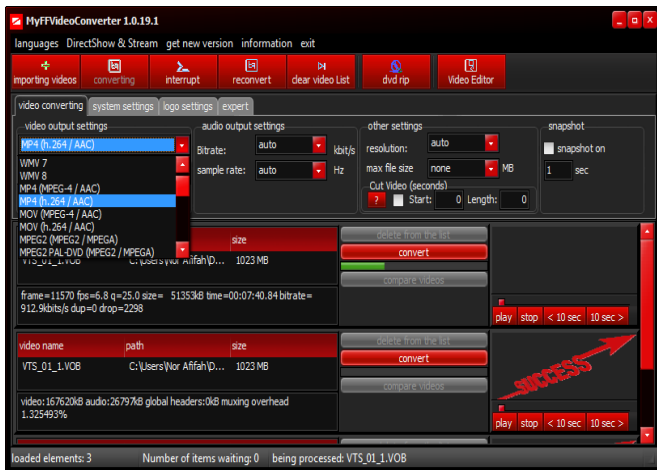 MyFFVideoConverter 1.0.19.1
languages DirectShow & Stream get new version information exit
importing videos converting interrupt reconvert clear video List dvd rip Video Editor
video converting system settings logo settings expert
video output settings audio output settings other settings snapshot
MP4 (h.264 / AAC) Bitrate: auto kbit/s resolution: auto snapshot on
WMV 7
WMV 8 sample rate: auto Hz max file size none MB 1 sec
MP4 (MPEG-4 / AAC)
MP4 (h.264 / AAC) Cut Video (seconds)
MOV (MPEG-4 / AAC) ? Start: 0 Length: 0
MOV (h.264 / AAC)
MPEG2 (MPEG2 / MPEGA)
MPEG2 PAL-DVD (MPEG2 / MPEGA)
size delete from the list
convert
VTS_01_1.VOB C:\Users\Nor Afifah\D... 1023 MB
compare videos
frame=11570 fps=6.8 q=25.0 size= 51353kB time=00:07:40.84 bitrate=
912.9kbits/s dup=0 drop=2298
play stop < 10 sec 10 sec >
video name path size delete from the list
convert
VTS_01_1.VOB C:\Users\Nor Afifah\D... 1023 MB
compare videos
SUCCESS
video:167620kB audio:26797kB global headers:0kB muxing overhead
1.325493%
play stop < 10 sec 10 sec >
loaded elements: 3 Number of items waiting: 0 being processed: VTS_01_1.VOB